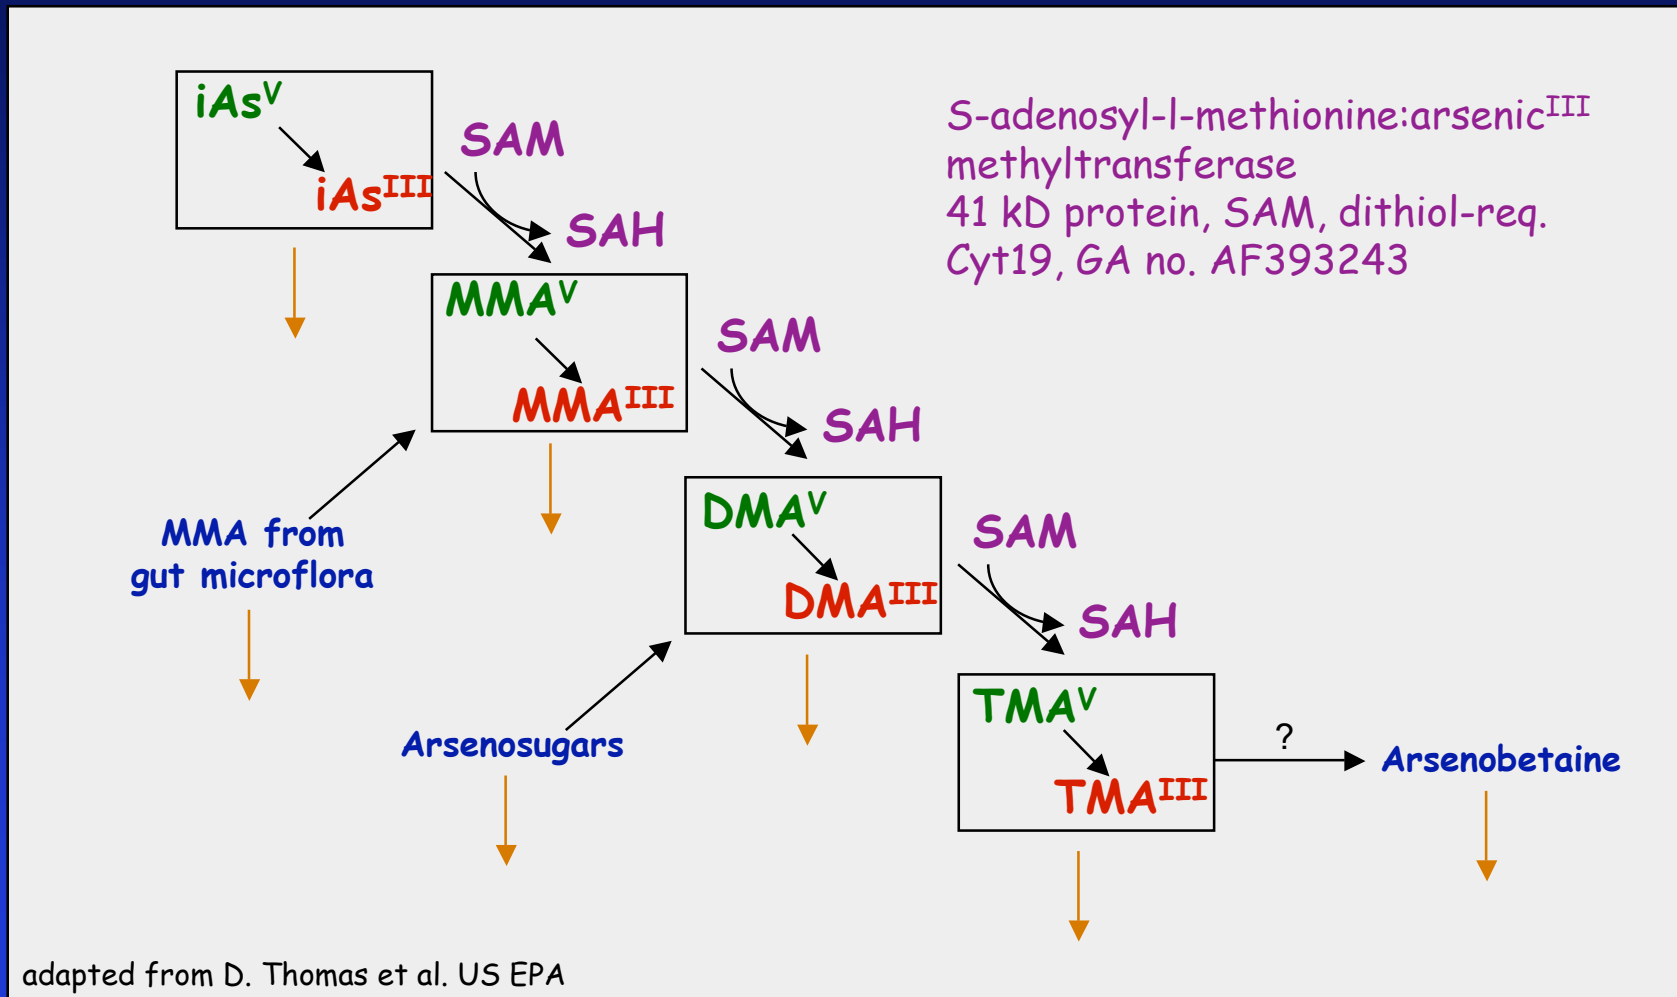 iAsV
iAsIII
SAM
SAH
S-adenosyl-l-methionine:arsenicIII
methyltransferase
41 kD protein, SAM, dithiol-req.
Cyt19, GA no. AF393243
MMAV
MMAIII
SAM
SAH
MMA from
gut microflora
DMAV
DMAIII
SAM
SAH
Arsenosugars
TMAV
TMAIII
?
Arsenobetaine
adapted from D. Thomas et al. US EPA